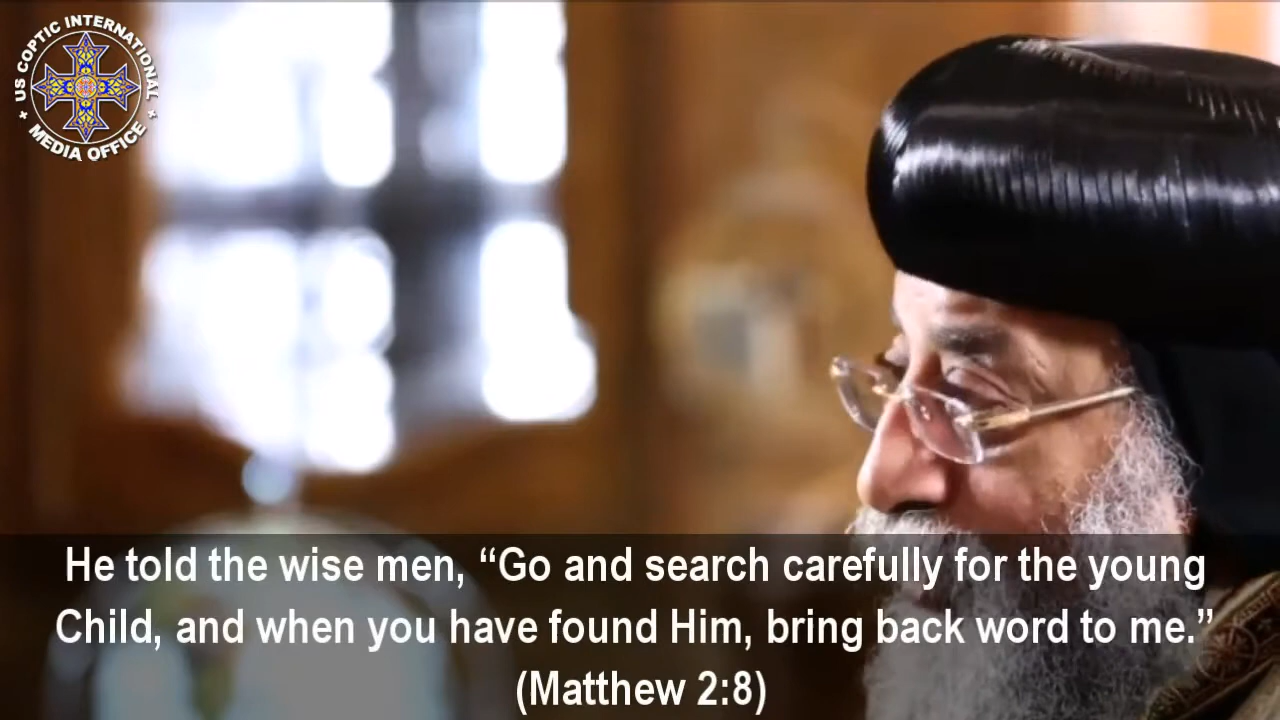 US COPTIC INTERNATIONAL
MEDIA OFFICE
He told the wise men, “Go and search carefully for the young
Child, and when you have found Him, bring back word to me.”
(Matthew 2:8)